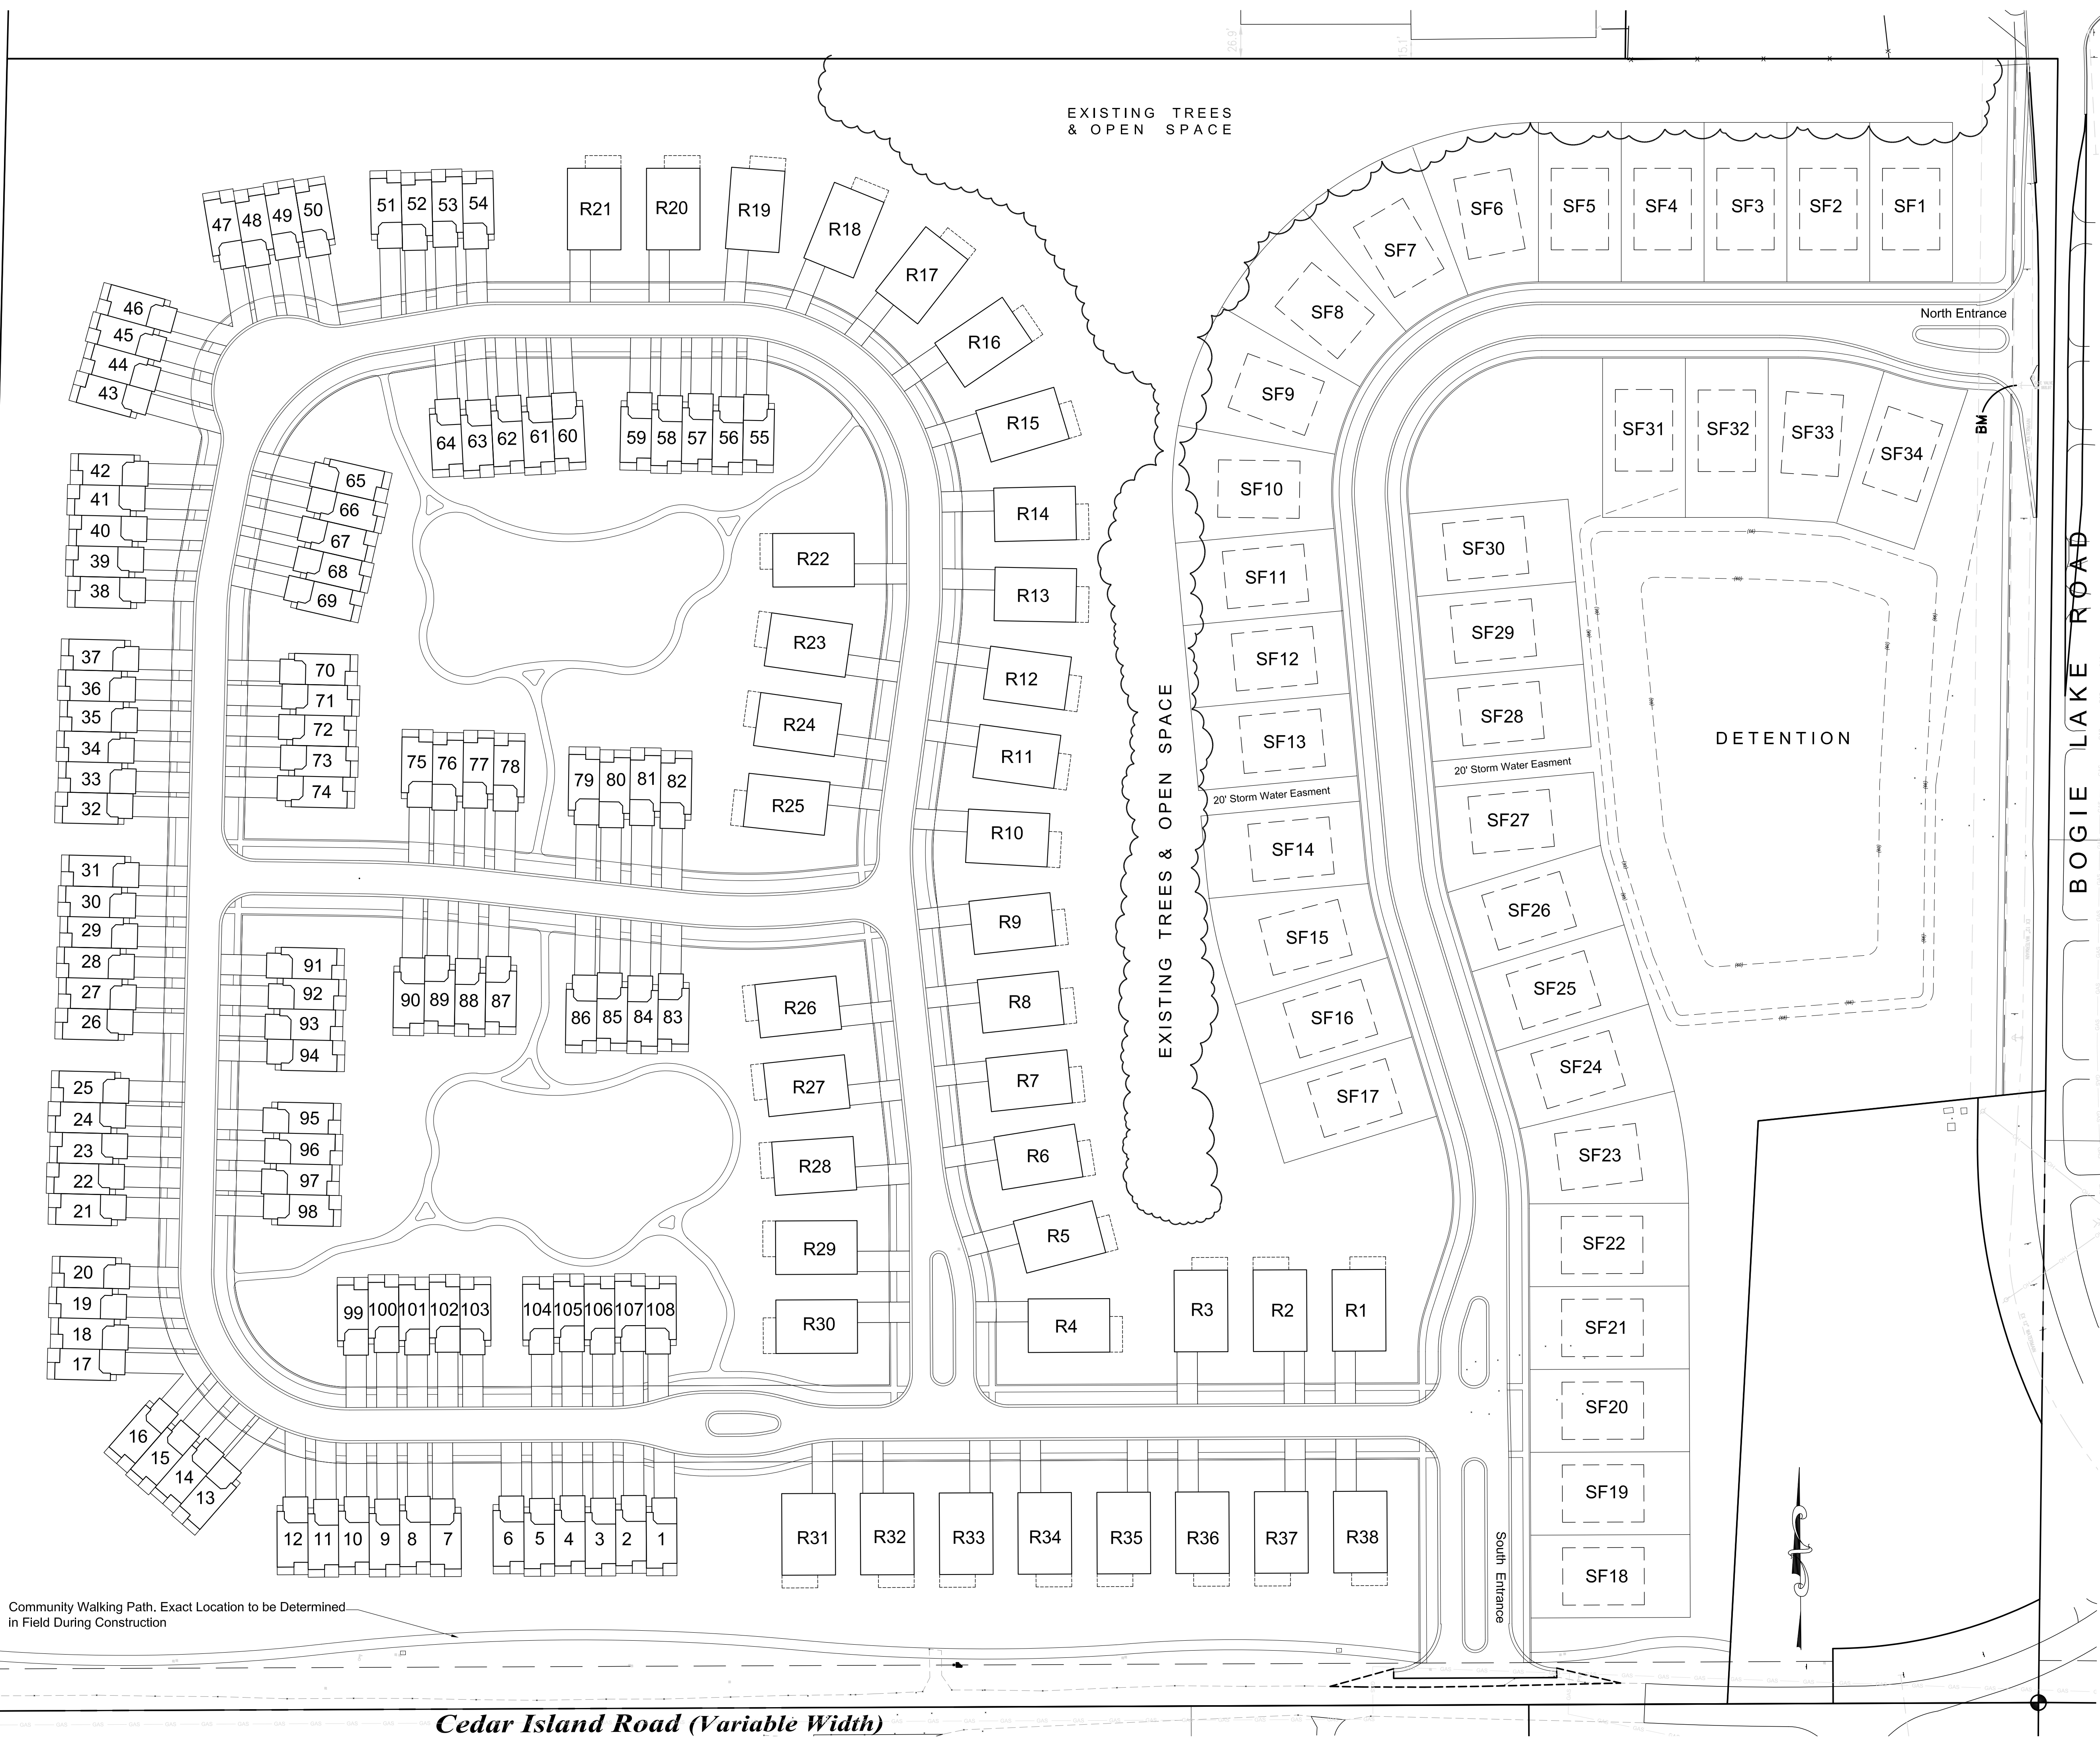 26.9'
15.1'
EXISTING TREES
& OPEN SPACE
47
48
49
50
51
52
53
54
R21
R20
R19
R18
R17
R16
R15
R14
R13
R12
R11
R10
R9
R8
R7
R6
R5
R4
R3
R2
R1
SF6
SF5
SF4
SF3
SF2
SF1
SF7
SF8
SF9
SF10
SF11
SF12
SF13
20' Storm Water Easment
SF14
SF15
SF16
SF17
North Entrance
SF31
SF32
SF33
SF34
BM
SF30
SF29
SF28
20' Storm Water Easment
SF27
SF26
SF25
SF24
SF23
SF22
SF21
SF20
SF19
SF18
DETENTION
BOGIE LAKE ROAD
EXISTING TREES & OPEN SPACE
46
45
44
43
42
41
40
39
38
37
36
35
34
33
32
31
30
29
28
27
26
25
24
23
22
21
20
19
18
17
16
15
14
13
64
63
62
61
60
59
58
57
56
55
65
66
67
68
69
70
71
72
73
74
75
76
77
78
79
80
81
82
R22
R23
R24
R25
90
89
88
87
86
85
84
83
91
92
93
94
95
96
97
98
R26
R27
R28
R29
R30
99
100
101
102
103
104
105
106
107
108
12
11
10
9
8
7
6
5
4
3
2
1
R31
R32
R33
R34
R35
R36
R37
R38
South Entrance
Community Walking Path. Exact Location to be Determined
in Field During Construction
Cedar Island Road (Variable Width)